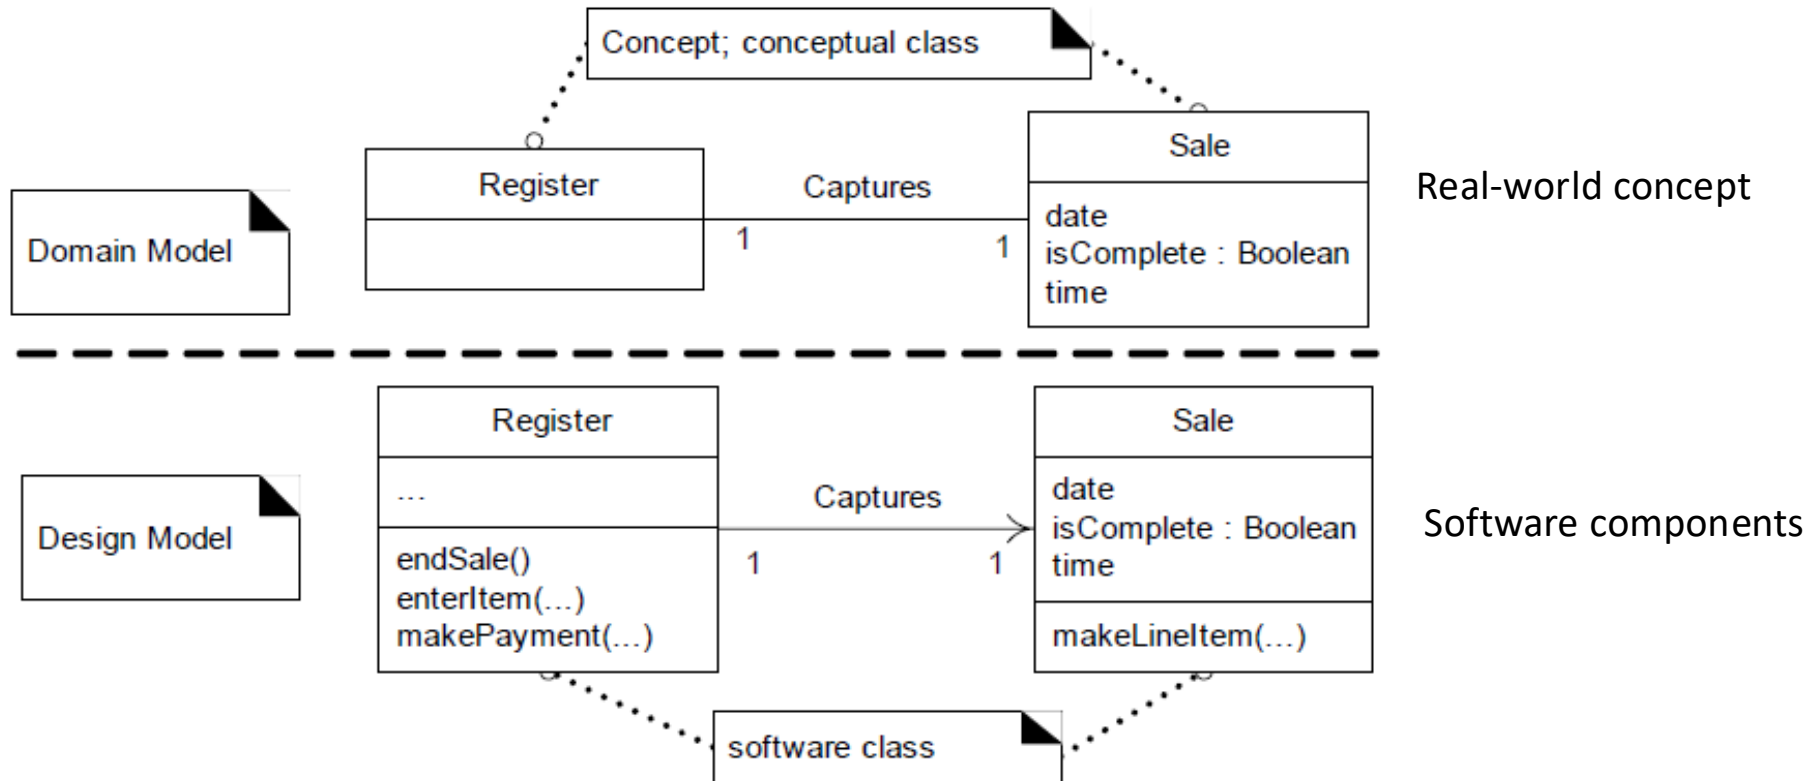 Concept; conceptual class
Register
Captures
1
1
Sale
date
isComplete : Boolean
time
Real-world concept
Domain Model
Register
...
endSale()
enterItem(...)
makePayment(...)
Captures
1
1
Sale
date
isComplete : Boolean
time
makeLineItem(...)
Software components
Design Model
software class